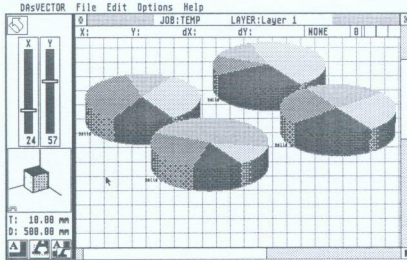 DAsVECTOR File Edit Options Help
JOB:TEMP LAYER:Layer 1
X: Y: dX: dY: NONE 0
X Y
24 57
T: 10.00 mm
D: 500.00 mm